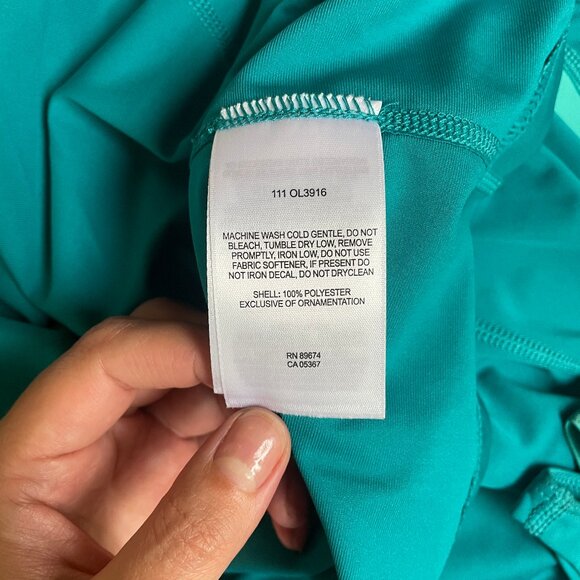 111 OL3916
MACHINE WASH COLD GENTLE, DO NOT
BLEACH, TUMBLE DRY LOW, REMOVE
PROMPTLY, IRON LOW, DO NOT USE
FABRIC SOFTENER, IF PRESENT DO
NOT IRON DECAL, DO NOT DRYCLEAN
SHELL: 100% POLYESTER
EXCLUSIVE OF ORNAMENTATION
RN 89674
CA 05367